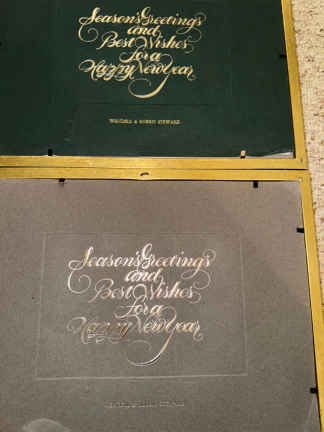 Season's Greetings
and
Best Wishes
for a
Happy New Year
Season's Greetings
and
Best Wishes
for a
Happy New Year